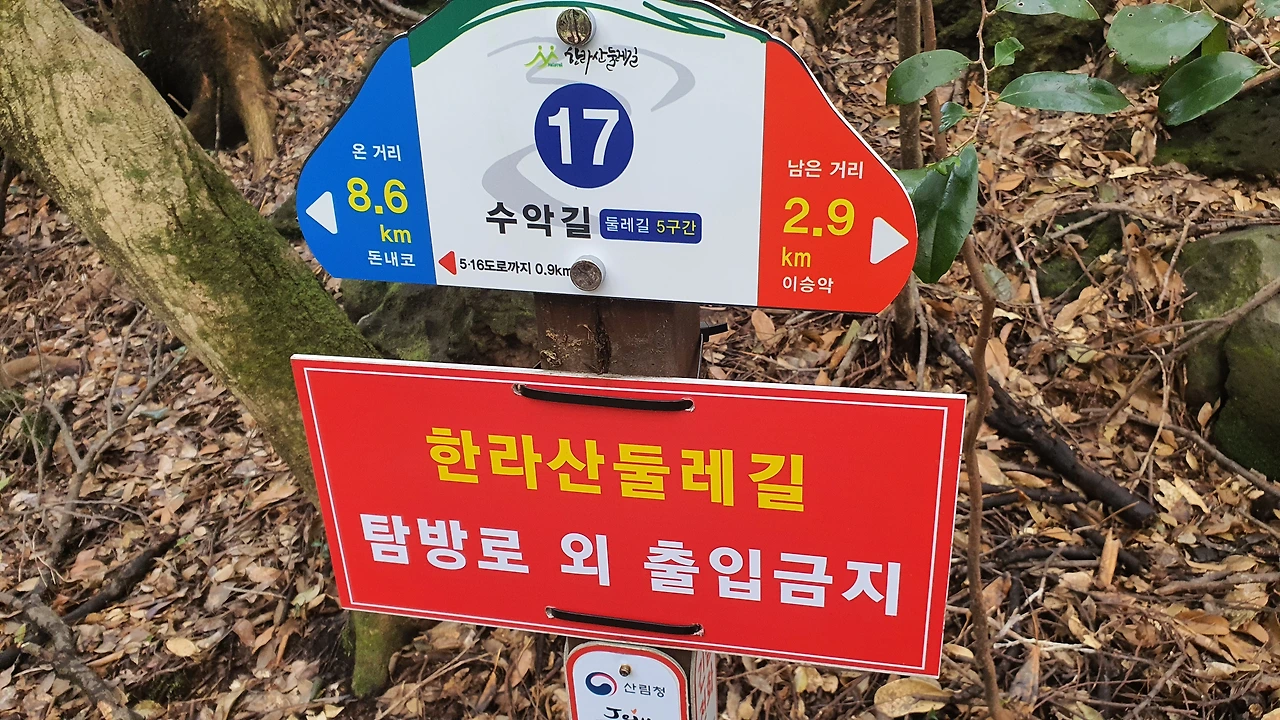 한라산둘레길
17
온 거리
8.6
km
돈내코
수악길 둘레길 5구간
5·16도로까지 0.9km
남은 거리
2.9
km
이승악
한라산둘레길
탐방로 외 출입금지
산림청